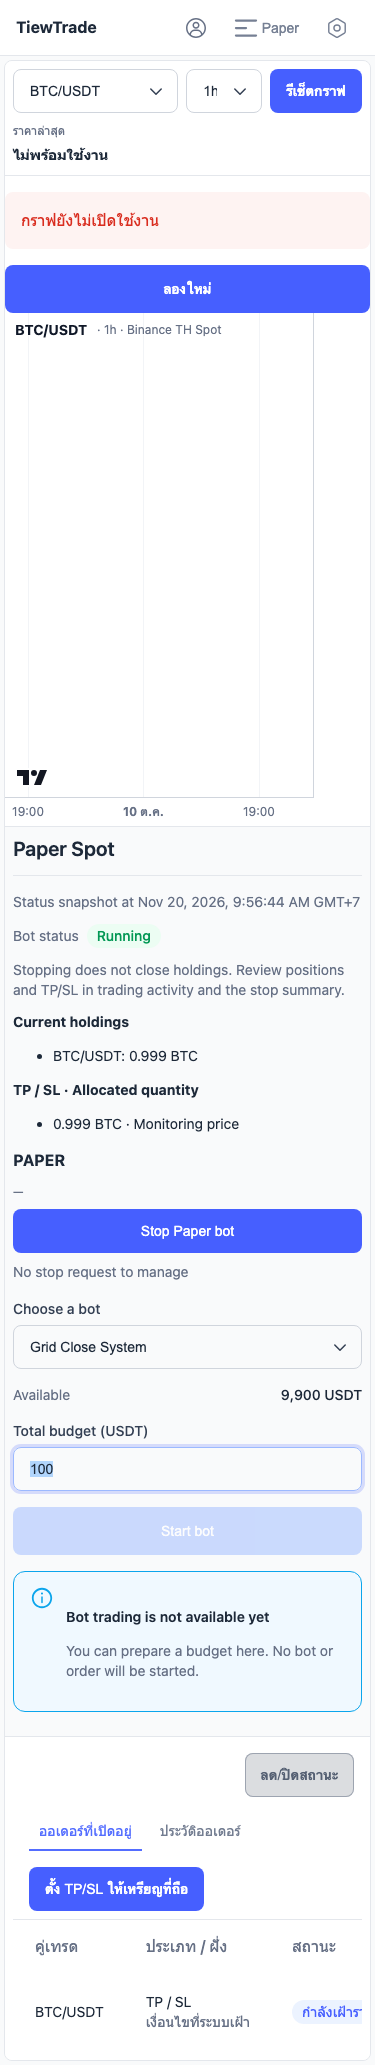 TiewTrade
Paper
BTC/USDT
1h
รีเซ็ตกราฟ
ราคาล่าสุด
ไม่พร้อมใช้งาน
กราฟยังไม่เปิดใช้งาน
ลองใหม่
BTC/USDT · 1h · Binance TH Spot
19:00
10 ต.ค.
19:00
Paper Spot
Status snapshot at Nov 20, 2026, 9:56:44 AM GMT+7
Bot status Running
Stopping does not close holdings. Review positions
and TP/SL in trading activity and the stop summary.
Current holdings
• BTC/USDT: 0.999 BTC
TP / SL · Allocated quantity
• 0.999 BTC · Monitoring price
PAPER
—
Stop Paper bot
No stop request to manage
Choose a bot
Grid Close System
Available 9,900 USDT
Total budget (USDT)
100
Start bot
Bot trading is not available yet
You can prepare a budget here. No bot or
order will be started.
ลด/ปิดสถานะ
ออเดอร์ที่เปิดอยู่ ประวัติออเดอร์
ตั้ง TP/SL ให้เหรียญที่ถือ
คู่เทรด ประเภท / ฝั่ง สถานะ
BTC/USDT
TP / SL
เงื่อนไขที่ระบบเฝ้า
กำลังเฝ้ารา